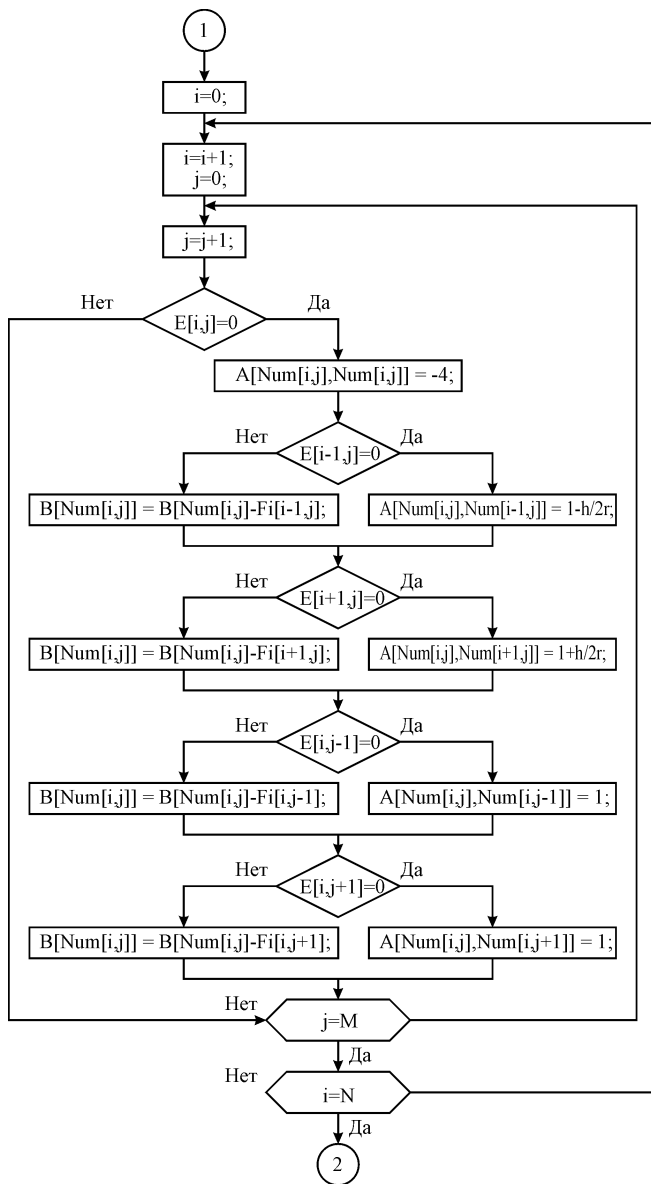 1
i=0;
i=i+1;
j=0;
j=j+1;
Нет
Да
E[i,j]=0
A[Num[i,j],Num[i,j]] = -4;
Нет
Да
E[i-1,j]=0
B[Num[i,j]] = B[Num[i,j]-Fi[i-1,j];
A[Num[i,j],Num[i-1,j]] = 1-h/2r;
Нет
Да
E[i+1,j]=0
B[Num[i,j]] = B[Num[i,j]-Fi[i+1,j];
A[Num[i,j],Num[i+1,j]] = 1+h/2r;
Нет
Да
E[i,j-1]=0
B[Num[i,j]] = B[Num[i,j]-Fi[i,j-1];
A[Num[i,j],Num[i,j-1]] = 1;
Нет
Да
E[i,j+1]=0
B[Num[i,j]] = B[Num[i,j]-Fi[i,j+1];
A[Num[i,j],Num[i,j+1]] = 1;
Нет
j=M
Да
Нет
i=N
Да
2